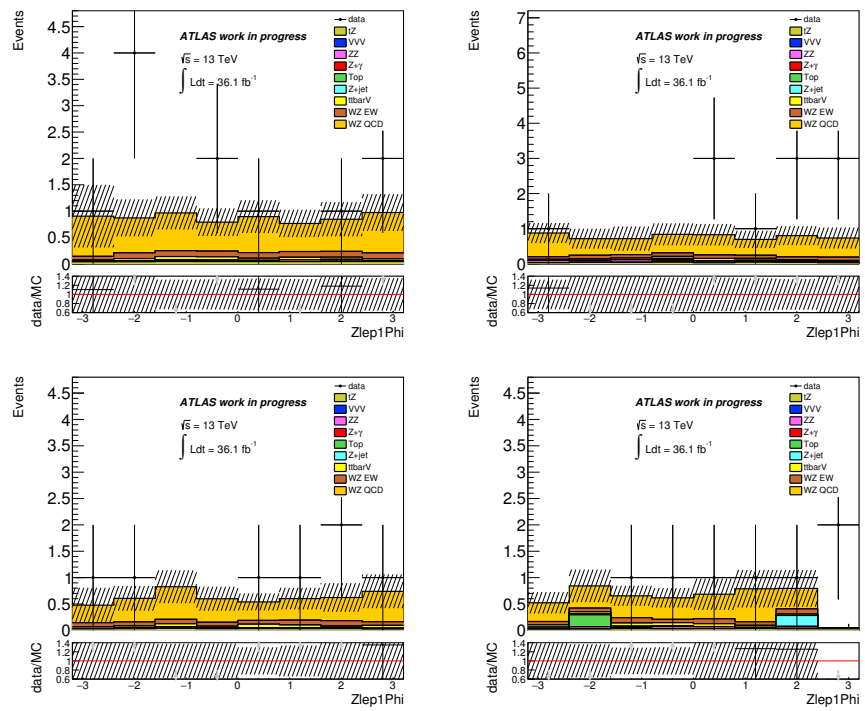 Events
ATLAS work in progress
√s = 13 TeV
∫ Ldt = 36.1 fb⁻¹
data
tZ
VVV
ZZ
Z+γ
Top
Z+jet
ttbarV
WZ EW
WZ QCD
4.5
4
3.5
3
2.5
2
1.5
1
0.5
0
data/MC
1.4
1.2
1
0.8
0.6
−3 −2 −1 0 1 2 3
Zlep1Phi
Events
ATLAS work in progress
√s = 13 TeV
∫ Ldt = 36.1 fb⁻¹
data
tZ
VVV
ZZ
Z+γ
Top
Z+jet
ttbarV
WZ EW
WZ QCD
7
6
5
4
3
2
1
0
data/MC
1.4
1.2
1
0.8
0.6
−3 −2 −1 0 1 2 3
Zlep1Phi
Events
ATLAS work in progress
√s = 13 TeV
∫ Ldt = 36.1 fb⁻¹
data
tZ
VVV
ZZ
Z+γ
Top
Z+jet
ttbarV
WZ EW
WZ QCD
4.5
4
3.5
3
2.5
2
1.5
1
0.5
0
data/MC
1.4
1.2
1
0.8
0.6
−3 −2 −1 0 1 2 3
Zlep1Phi
Events
ATLAS work in progress
√s = 13 TeV
∫ Ldt = 36.1 fb⁻¹
data
tZ
VVV
ZZ
Z+γ
Top
Z+jet
ttbarV
WZ EW
WZ QCD
4.5
4
3.5
3
2.5
2
1.5
1
0.5
0
data/MC
1.4
1.2
1
0.8
0.6
−3 −2 −1 0 1 2 3
Zlep1Phi